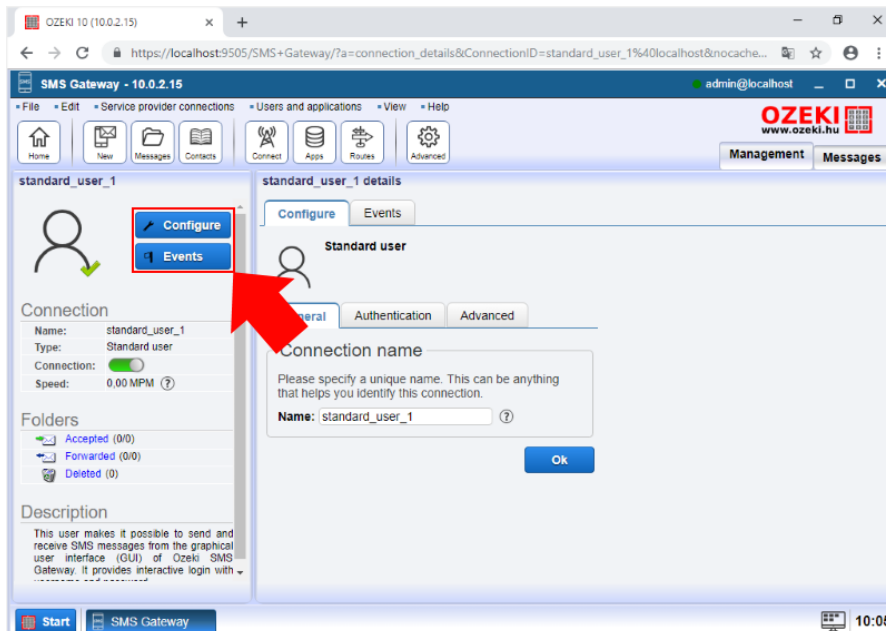 OZEKI 10 (10.0.2.15)
https://localhost:9505/SMS+Gateway/?a=connection_details&ConnectionID=standard_user_1%40localhost&nocache...
SMS Gateway - 10.0.2.15
admin@localhost
File Edit Service provider connections Users and applications View Help
OZEKI
www.ozeki.hu
Home New Messages Contacts Connect Apps Routes Advanced
Management Messages
standard_user_1
Configure
Events
Connection
Name: standard_user_1
Type: Standard user
Connection:
Speed: 0,00 MPM ?
Folders
Accepted (0/0)
Forwarded (0/0)
Deleted (0)
Description
This user makes it possible to send and
receive SMS messages from the graphical
user interface (GUI) of Ozeki SMS
Gateway. It provides interactive login with
standard_user_1 details
Configure Events
Standard user
Authentication Advanced
Connection name
Please specify a unique name. This can be anything
that helps you identify this connection.
Name: standard_user_1 ?
Ok
Start SMS Gateway